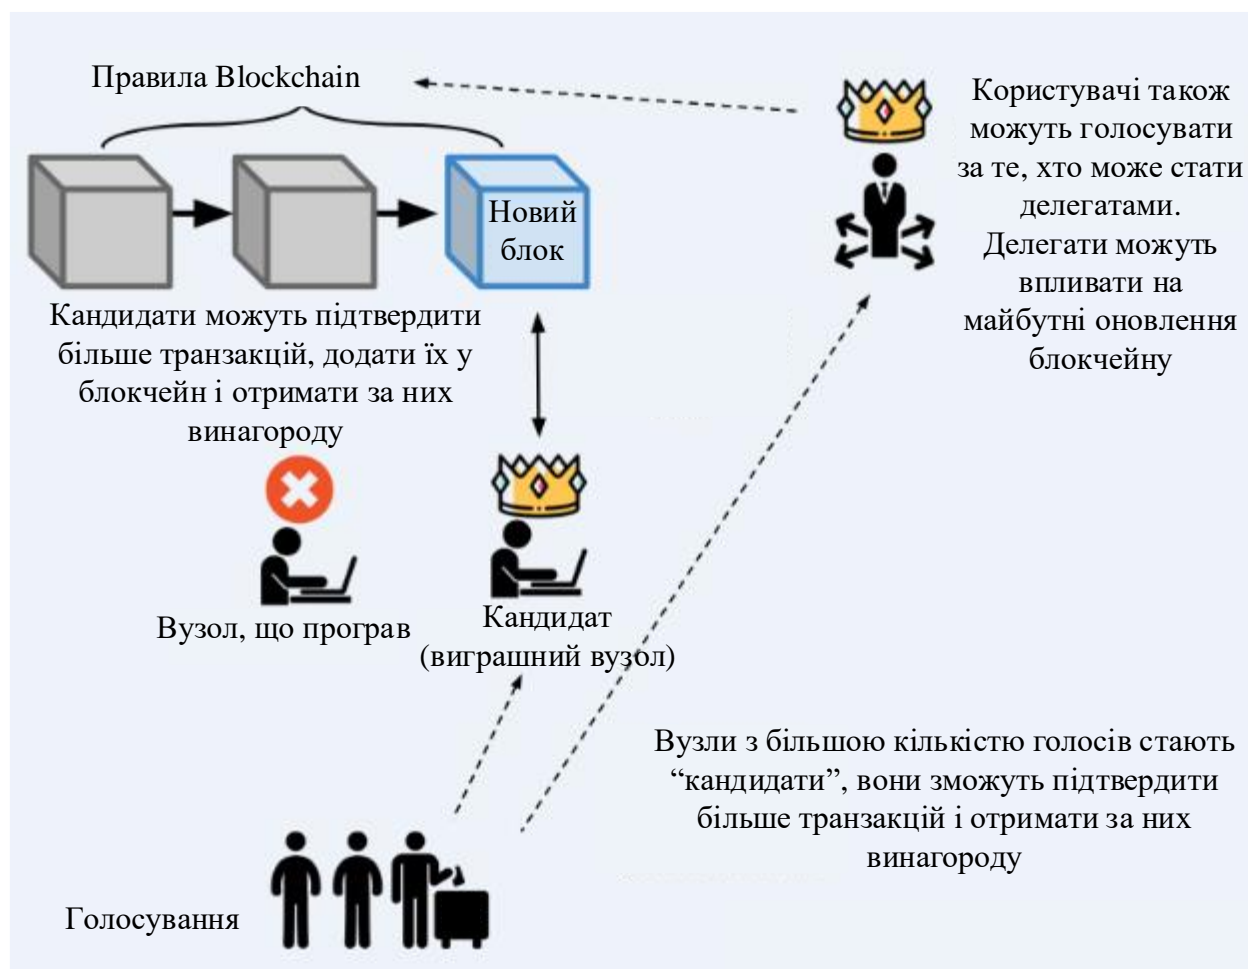 Правила Blockchain
Користувачі також
можуть голосувати
за те, хто може стати
делегатами.
Делегати можуть
впливати на
майбутні оновлення
блокчейну
Новий
блок
Кандидати можуть підтвердити
більше транзакцій, додати їх у
блокчейн і отримати за них
винагороду
Вузол, що програв
Кандидат
(виграшний вузол)
Вузли з більшою кількістю голосів стають
“кандидати”, вони зможуть підтвердити
більше транзакцій і отримати за них
винагороду
Голосування